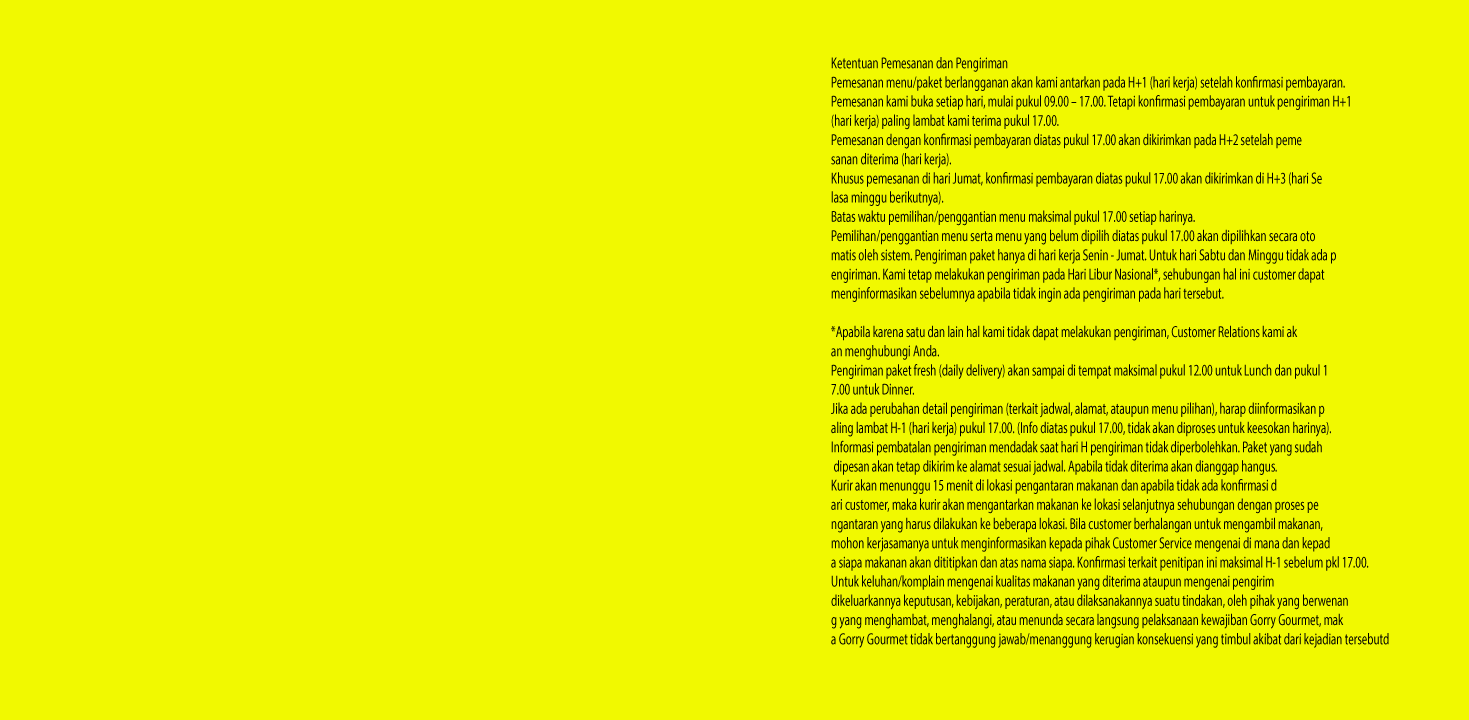 Ketentuan Pemesanan dan Pengiriman
Pemesanan menu/paket berlangganan akan kami antarkan pada H+1 (hari kerja) setelah konfirmasi pembayaran.
Pemesanan kami buka setiap hari, mulai pukul 09.00 – 17.00. Tetapi konfirmasi pembayaran untuk pengiriman H+1
(hari kerja) paling lambat kami terima pukul 17.00.
Pemesanan dengan konfirmasi pembayaran diatas pukul 17.00 akan dikirimkan pada H+2 setelah peme
sanan diterima (hari kerja).
Khusus pemesanan di hari Jumat, konfirmasi pembayaran diatas pukul 17.00 akan dikirimkan di H+3 (hari Se
lasa minggu berikutnya).
Batas waktu pemilihan/penggantian menu maksimal pukul 17.00 setiap harinya.
Pemilihan/penggantian menu serta menu yang belum dipilih diatas pukul 17.00 akan dipilihkan secara oto
matis oleh sistem. Pengiriman paket hanya di hari kerja Senin - Jumat. Untuk hari Sabtu dan Minggu tidak ada p
engiriman. Kami tetap melakukan pengiriman pada Hari Libur Nasional*, sehubungan hal ini customer dapat
menginformasikan sebelumnya apabila tidak ingin ada pengiriman pada hari tersebut.
*Apabila karena satu dan lain hal kami tidak dapat melakukan pengiriman, Customer Relations kami ak
an menghubungi Anda.
Pengiriman paket fresh (daily delivery) akan sampai di tempat maksimal pukul 12.00 untuk Lunch dan pukul 1
7.00 untuk Dinner.
Jika ada perubahan detail pengiriman (terkait jadwal, alamat, ataupun menu pilihan), harap diinformasikan p
aling lambat H-1 (hari kerja) pukul 17.00. (Info diatas pukul 17.00, tidak akan diproses untuk keesokan harinya).
Informasi pembatalan pengiriman mendadak saat hari H pengiriman tidak diperbolehkan. Paket yang sudah
dipesan akan tetap dikirim ke alamat sesuai jadwal. Apabila tidak diterima akan dianggap hangus.
Kurir akan menunggu 15 menit di lokasi pengantaran makanan dan apabila tidak ada konfirmasi d
ari customer, maka kurir akan mengantarkan makanan ke lokasi selanjutnya sehubungan dengan proses pe
ngantaran yang harus dilakukan ke beberapa lokasi. Bila customer berhalangan untuk mengambil makanan,
mohon kerjasamanya untuk menginformasikan kepada pihak Customer Service mengenai di mana dan kepad
a siapa makanan akan dititipkan dan atas nama siapa. Konfirmasi terkait penitipan ini maksimal H-1 sebelum pkl 17.00.
Untuk keluhan/komplain mengenai kualitas makanan yang diterima ataupun mengenai pengirim
dikeluarkannya keputusan, kebijakan, peraturan, atau dilaksanakannya suatu tindakan, oleh pihak yang berwenan
g yang menghambat, menghalangi, atau menunda secara langsung pelaksanaan kewajiban Gorry Gourmet, mak
a Gorry Gourmet tidak bertanggung jawab/menanggung kerugian konsekuensi yang timbul akibat dari kejadian tersebutd